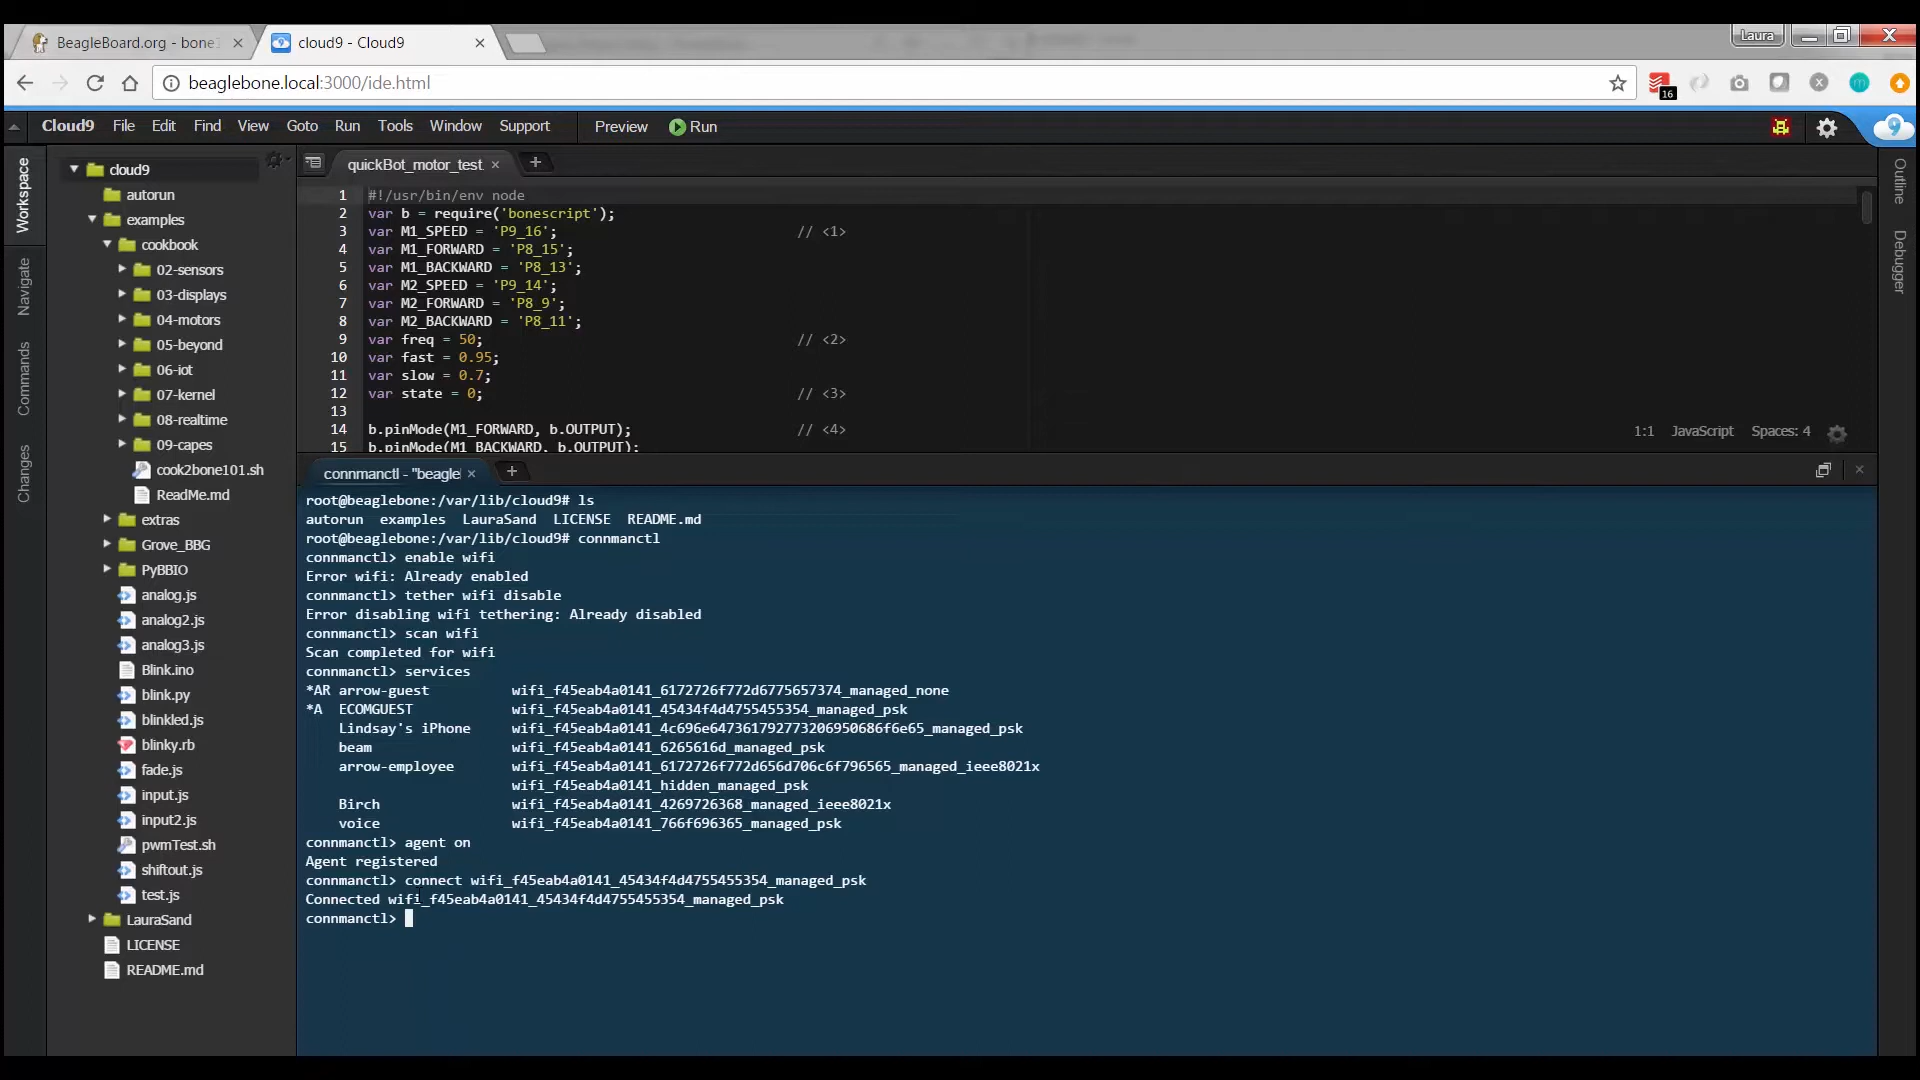 BeagleBoard.org - bone
cloud9 - Cloud9
Laura
beaglebone.local:3000/ide.html
16
Cloud9 File Edit Find View Goto Run Tools Window Support Preview Run
Workspace
Navigate
Commands
Changes
cloud9
autorun
examples
cookbook
02-sensors
03-displays
04-motors
05-beyond
06-iot
07-kernel
08-realtime
09-capes
cook2bone101.sh
ReadMe.md
extras
Grove_BBG
PyBBIO
analog.js
analog2.js
analog3.js
Blink.ino
blink.py
blinkled.js
blinky.rb
fade.js
input.js
input2.js
pwmTest.sh
shiftout.js
test.js
LauraSand
LICENSE
README.md
quickBot_motor_test.
1 #!/usr/bin/env node
2 var b = require('bonescript');
3 var M1_SPEED = 'P9_16'; // <1>
4 var M1_FORWARD = 'P8_15';
5 var M1_BACKWARD = 'P8_13';
6 var M2_SPEED = 'P9_14';
7 var M2_FORWARD = 'P8_9';
8 var M2_BACKWARD = 'P8_11';
9 var freq = 50; // <2>
10 var fast = 0.95;
11 var slow = 0.7;
12 var state = 0; // <3>
13
14 b.pinMode(M1_FORWARD, b.OUTPUT); // <4>
15 b.pinMode(M1_BACKWARD, b.OUTPUT);
1:1 JavaScript Spaces: 4
Outline
Debugger
connmanctl - "beagle
root@beaglebone:/var/lib/cloud9# ls
autorun examples LauraSand LICENSE README.md
root@beaglebone:/var/lib/cloud9# connmanctl
connmanctl> enable wifi
Error wifi: Already enabled
connmanctl> tether wifi disable
Error disabling wifi tethering: Already disabled
connmanctl> scan wifi
Scan completed for wifi
connmanctl> services
*AR arrow-guest wifi_f45eab4a0141_6172726f772d6775657374_managed_none
*A ECOMGUEST wifi_f45eab4a0141_45434f4d4755455354_managed_psk
Lindsay's iPhone wifi_f45eab4a0141_4c696e647361792773206950686f6e65_managed_psk
beam wifi_f45eab4a0141_6265616d_managed_psk
arrow-employee wifi_f45eab4a0141_6172726f772d656d706c6f796565_managed_ieee8021x
wifi_f45eab4a0141_hidden_managed_psk
Birch wifi_f45eab4a0141_4269726368_managed_ieee8021x
voice wifi_f45eab4a0141_766f696365_managed_psk
connmanctl> agent on
Agent registered
connmanctl> connect wifi_f45eab4a0141_45434f4d4755455354_managed_psk
Connected wifi_f45eab4a0141_45434f4d4755455354_managed_psk
connmanctl>